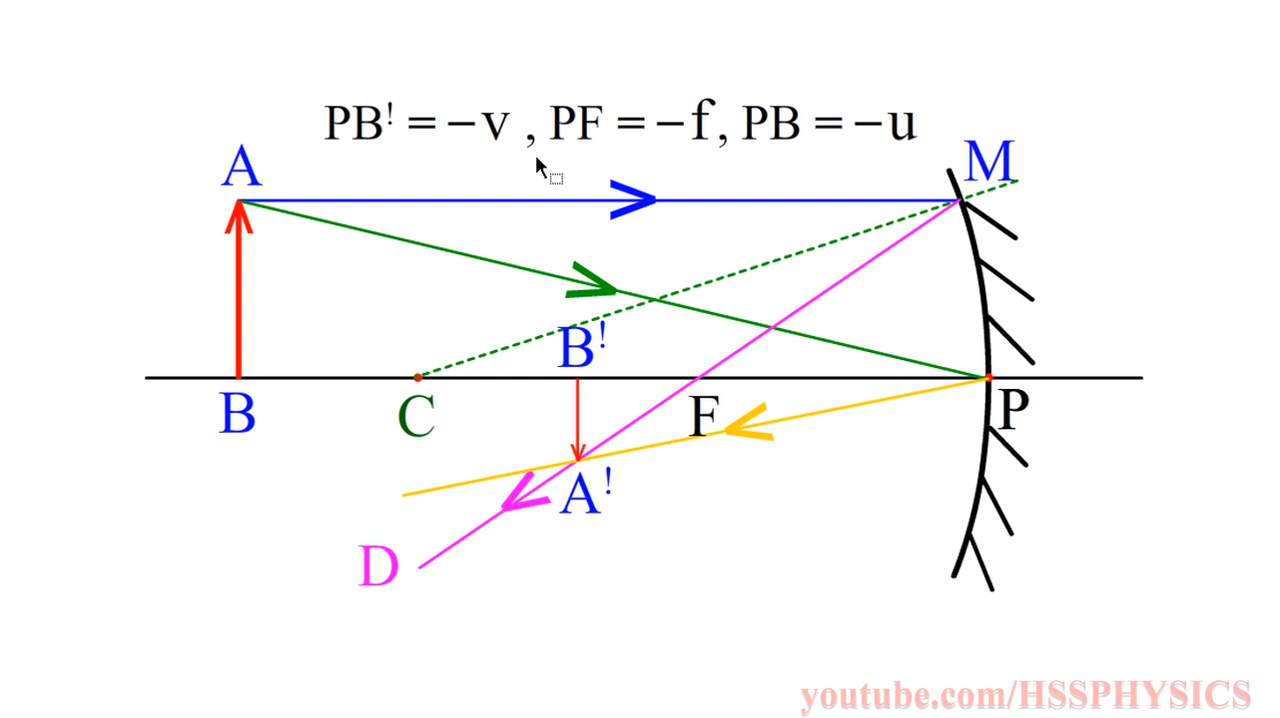 PB! = −v , PF = −f, PB = −u
A
M
B!
B
C
F
P
A!
D
youtube.com/HSSPHYSICS